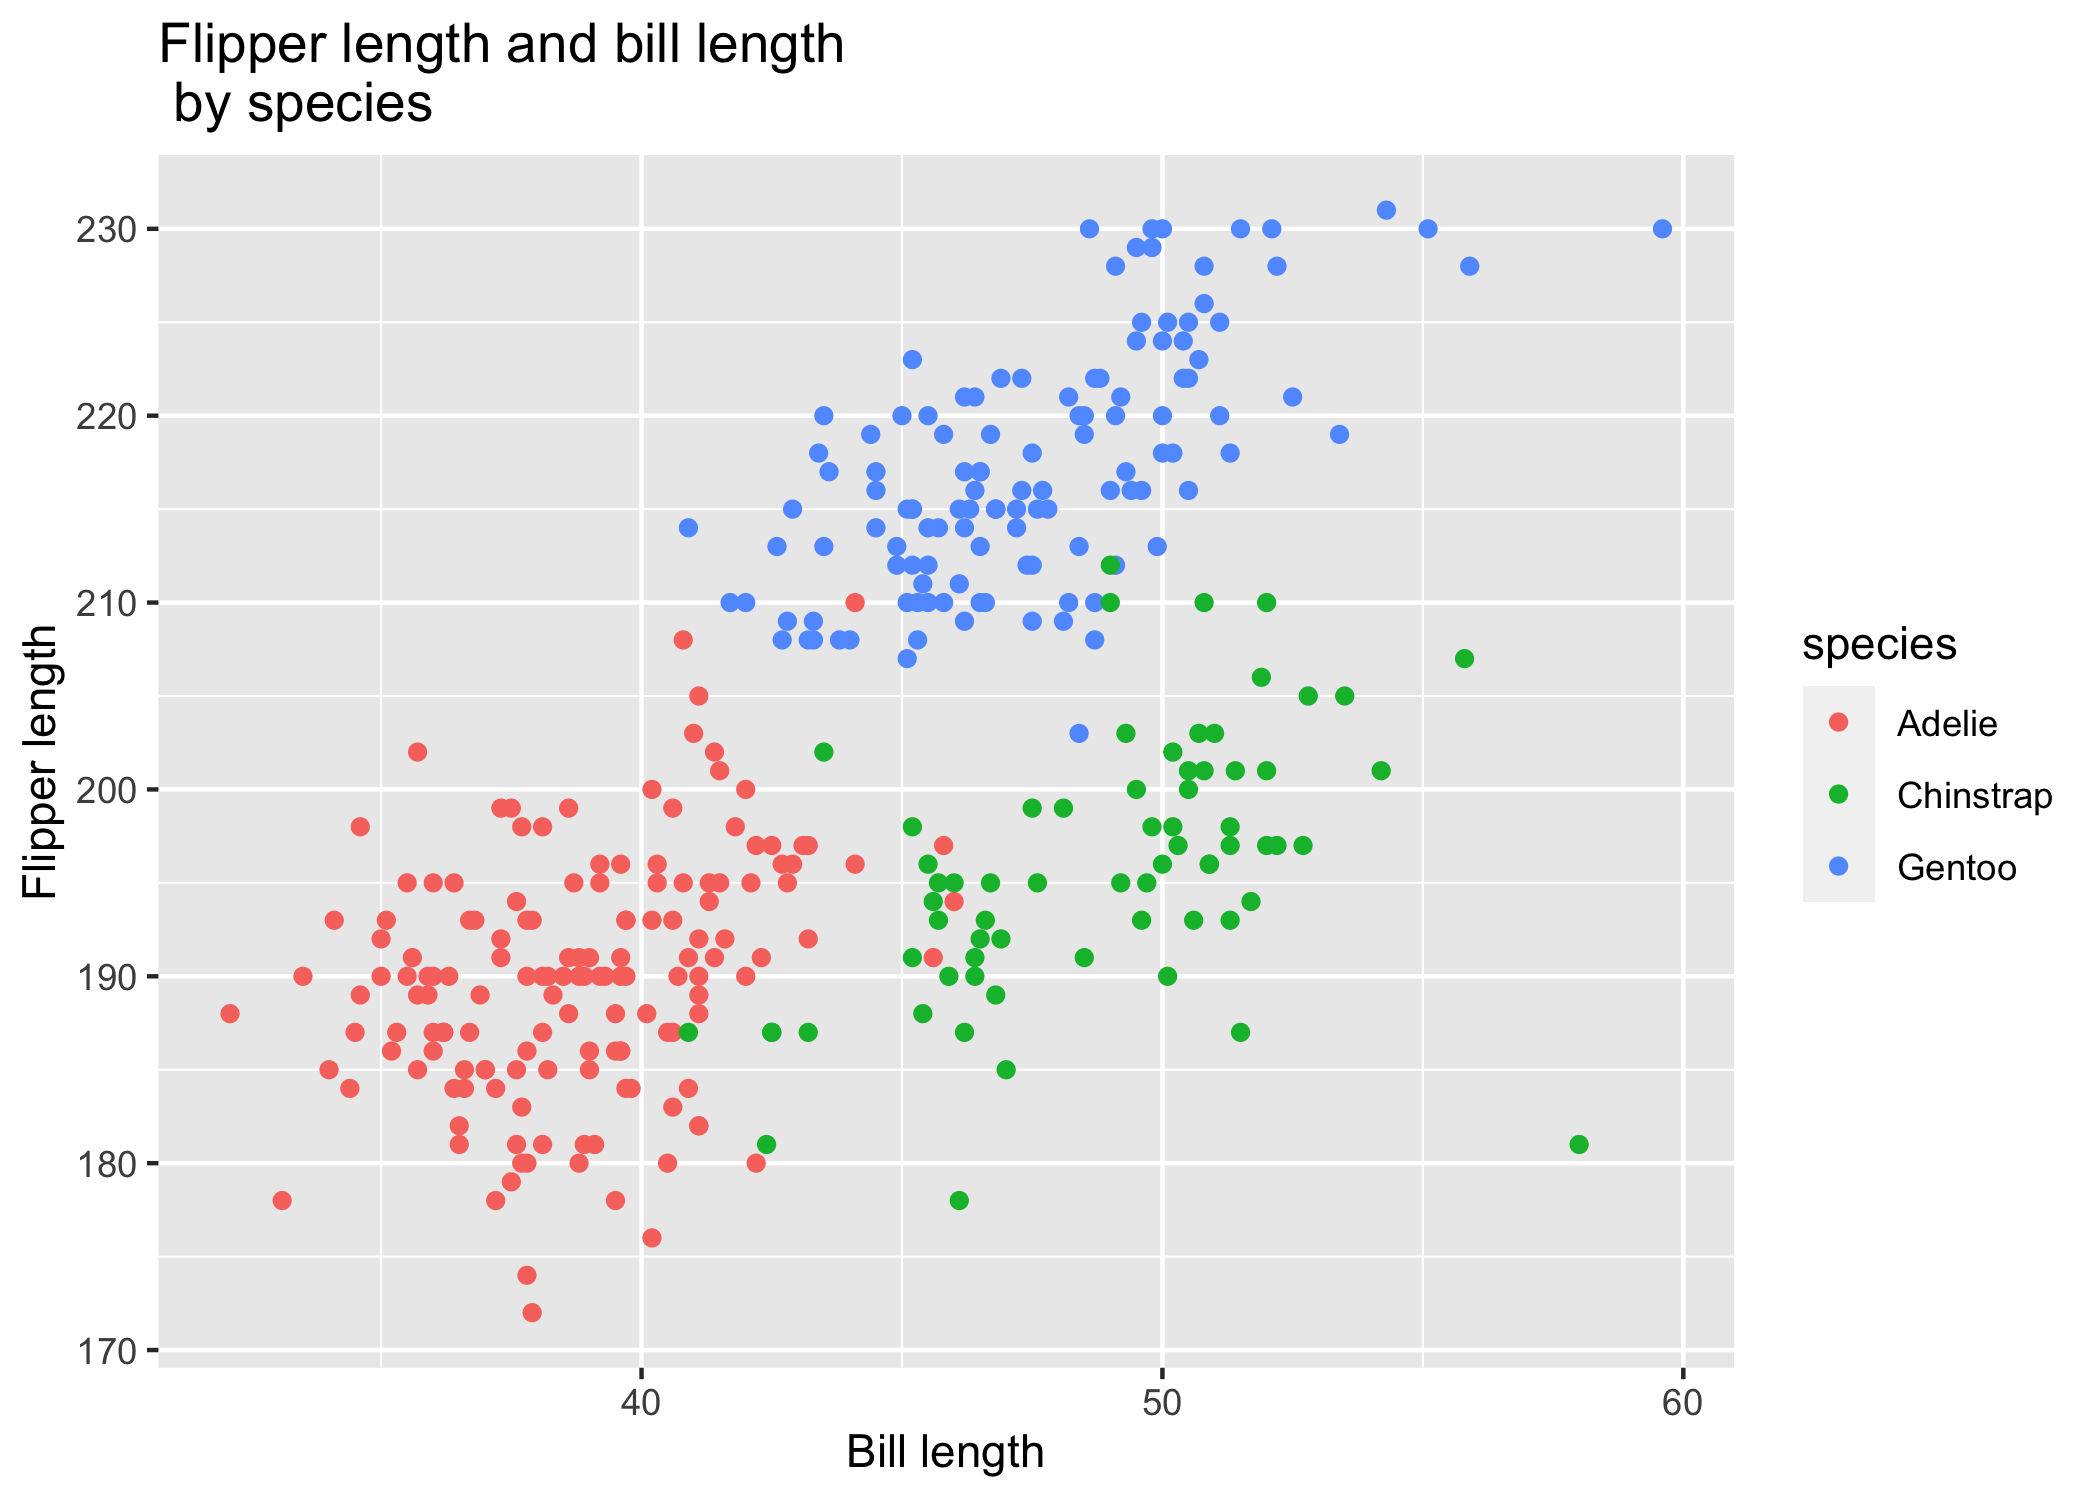 Flipper length and bill length
by species
Flipper length
230
220
210
200
190
180
170
40 50 60
Bill length
species
Adelie
Chinstrap
Gentoo